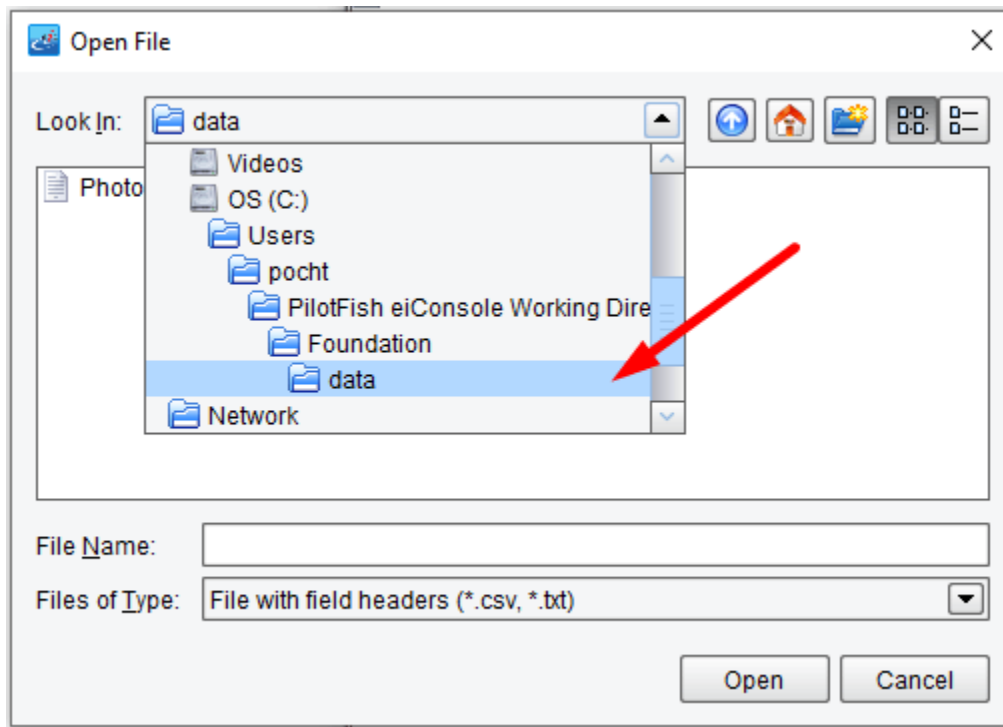 Open File
Look In: data
Photo
Videos
OS (C:)
Users
pocht
PilotFish eiConsole Working Dire
Foundation
data
Network
File Name:
Files of Type: File with field headers (*.csv, *.txt)
Open Cancel